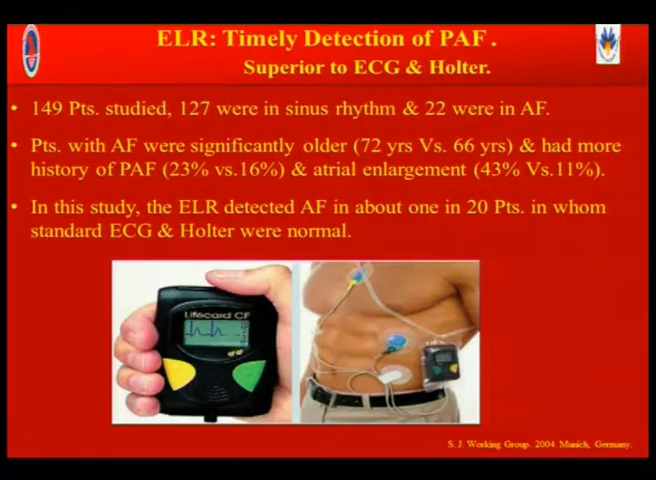 ELR: Timely Detection of PAF .
Superior to ECG & Holter.
• 149 Pts. studied, 127 were in sinus rhythm & 22 were in AF.
• Pts. with AF were significantly older (72 yrs Vs. 66 yrs) & had more
history of PAF (23% vs.16%) & atrial enlargement (43% Vs.11%).
• In this study, the ELR detected AF in about one in 20 Pts. in whom
standard ECG & Holter were normal.
Lifecard CF
S. J. Working Group. 2004. Munich, Germany.